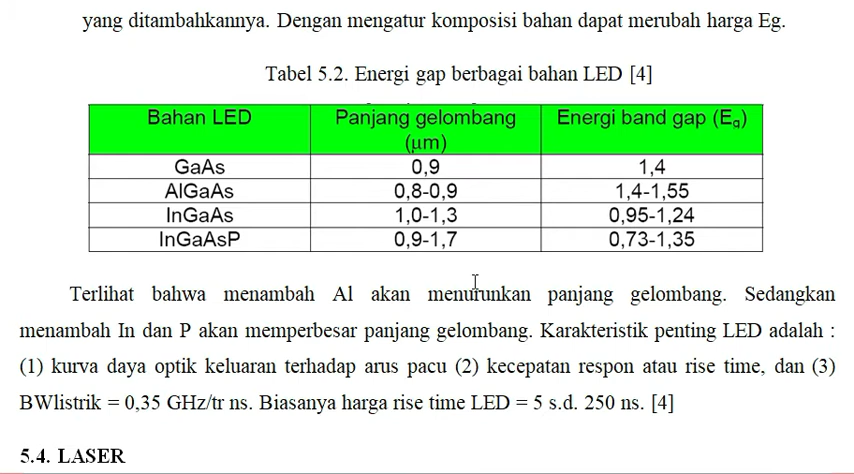 yang ditambahkannya. Dengan mengatur komposisi bahan dapat merubah harga Eg.
Tabel 5.2. Energi gap berbagai bahan LED [4]
Bahan LED Panjang gelombang (μm) Energi band gap (Eg)
GaAs 0,9 1,4
AlGaAs 0,8-0,9 1,4-1,55
InGaAs 1,0-1,3 0,95-1,24
InGaAsP 0,9-1,7 0,73-1,35
Terlihat bahwa menambah Al akan menurunkan panjang gelombang. Sedangkan
menambah In dan P akan memperbesar panjang gelombang. Karakteristik penting LED adalah :
(1) kurva daya optik keluaran terhadap arus pacu (2) kecepatan respon atau rise time, dan (3)
BWlistrik = 0,35 GHz/tr ns. Biasanya harga rise time LED = 5 s.d. 250 ns. [4]
5.4. LASER